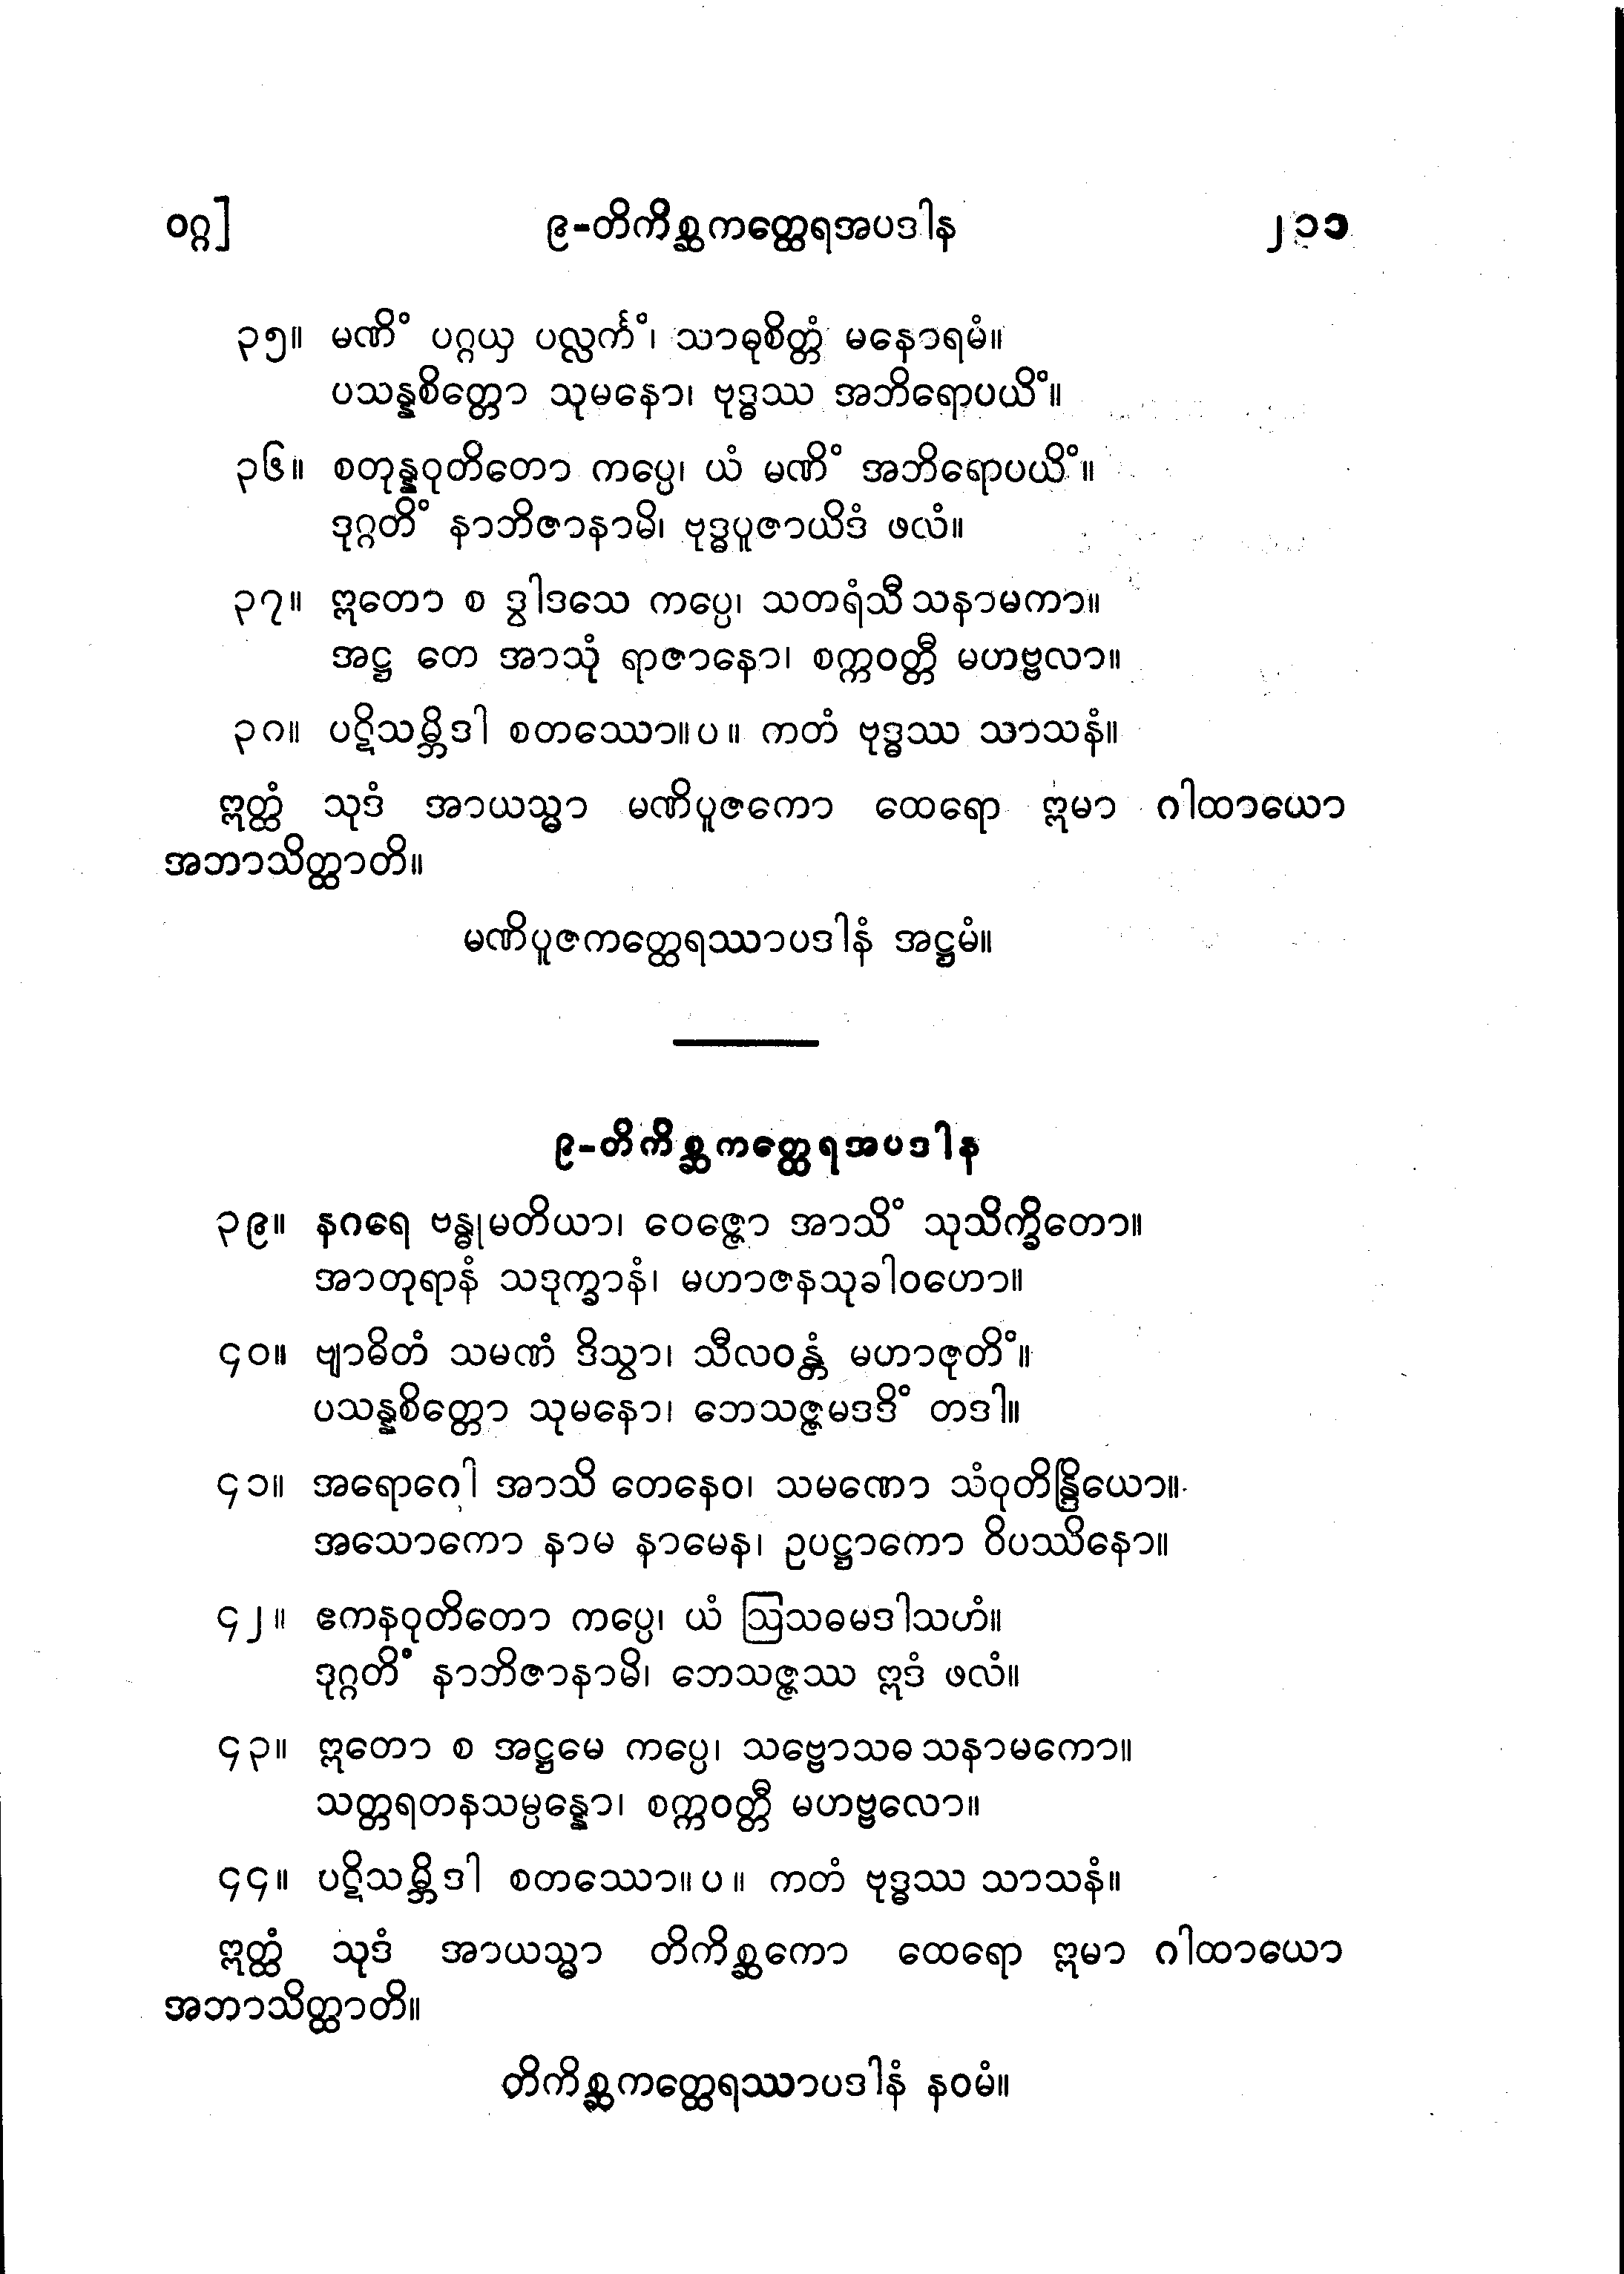 ဝဂ္ဂ] ၉-တိကိစ္ဆကတ္ထေရအပဒါန ၂၁၁
၃၅။ မဏိံ ပဂ္ဂယှ ပလ္လင်္ကံ၊ သာဓုစိတ္တံ မနောရမံ။
ပသန္နစိတ္တော သုမနော၊ ဗုဒ္ဓဿ အဘိရောပယိံ။
၃၆။ စတုန္နဝုတိတော ကပ္ပေ၊ ယံ မဏိံ အဘိရောပယိံ။
ဒုဂ္ဂတိံ နာဘိဇာနာမိ၊ ဗုဒ္ဓပူဇာယိဒံ ဖလံ။
၃၇။ ဣတော စ ဒွါဒသေ ကပ္ပေ၊ သတရံသီ သနာမကာ။
အဋ္ဌ တေ အာသုံ ရာဇာနော၊ စက္ကဝတ္တီ မဟဗ္ဗလာ။
၃၈။ ပဋိသမ္ဘိဒါ စတဿော။ပ။ ကတံ ဗုဒ္ဓဿ သာသနံ။
ဣတ္ထံ သုဒံ အာယသ္မာ မဏိပူဇကော ထေရော ဣမာ ဂါထာယော
အဘာသိတ္ထာတိ။
မဏိပူဇကတ္ထေရဿာပဒါနံ အဋ္ဌမံ။
၉-တိကိစ္ဆကတ္ထေရအပဒါန
၃၉။ နဂရေ ဗန္ဓုမတိယာ၊ ဝေဇ္ဇော အာသိံ သုသိက္ခိတော။
အာတုရာနံ သဒုက္ခာနံ၊ မဟာဇနသုခါဝဟော။
၄၀။ ဗျာဓိတံ သမဏံ ဒိသွာ၊ သီလဝန္တံ မဟာဇုတိံ။
ပသန္နစိတ္တော သုမနော၊ ဘေသဇ္ဇမဒဒိံ တဒါ။
၄၁။ အရောဂေါ အာသိ တေနေဝ၊ သမဏော သံဝုတိန္ဒြိယော။
အသောကော နာမ နာမေန၊ ဥပဋ္ဌာကော ဝိပဿိနော။
၄၂။ ဧကနဝုတိတော ကပ္ပေ၊ ယံ ဩသဓမဒါသဟံ။
ဒုဂ္ဂတိံ နာဘိဇာနာမိ၊ ဘေသဇ္ဇဿ ဣဒံ ဖလံ။
၄၃။ ဣတော စ အဋ္ဌမေ ကပ္ပေ၊ သဗ္ဗောသဓ သနာမကော။
သတ္တရတနသမ္ပန္နော၊ စက္ကဝတ္တီ မဟဗ္ဗလော။
၄၄။ ပဋိသမ္ဘိဒါ စတဿော။ပ။ ကတံ ဗုဒ္ဓဿ သာသနံ။
ဣတ္ထံ သုဒံ အာယသ္မာ တိကိစ္ဆကော ထေရော ဣမာ ဂါထာယော
အဘာသိတ္ထာတိ။
တိကိစ္ဆကတ္ထေရဿာပဒါနံ နဝမံ။